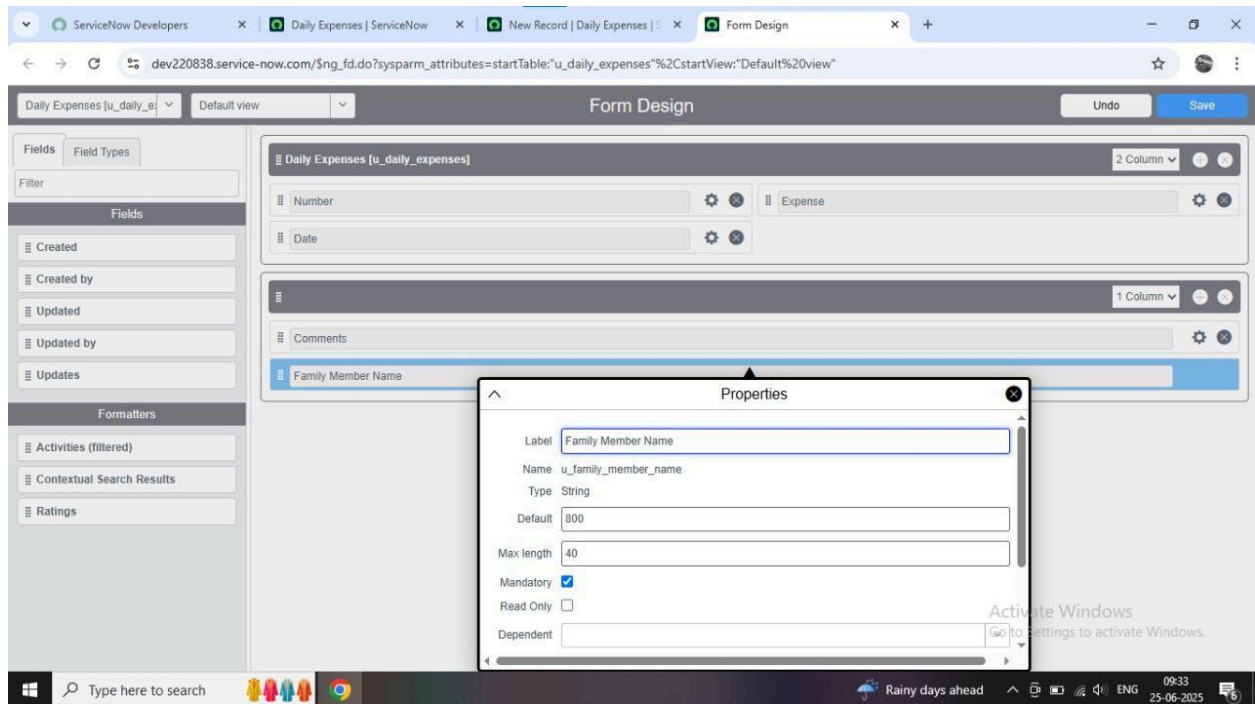 ServiceNow Developers
Daily Expenses | ServiceNow
New Record | Daily Expenses | S
Form Design
dev220838.service-now.com/$ng_fd.do?sysparm_attributes=startTable:"u_daily_expenses"%2CstartView:"Default%20view"
Daily Expenses [u_daily_e: Default view Form Design Undo Save
Fields Field Types
Filter
Fields
Created
Created by
Updated
Updated by
Updates
Formatters
Activities (filtered)
Contextual Search Results
Ratings
Daily Expenses [u_daily_expenses] 2 Column
Number Expense
Date
1 Column
Comments
Family Member Name
Properties
Label Family Member Name
Name u_family_member_name
Type String
Default 800
Max length 40
Mandatory
Read Only
Dependent
Activate Windows
Go to Settings to activate Windows.
Type here to search
Rainy days ahead
ENG
09:33
25-06-2025
6